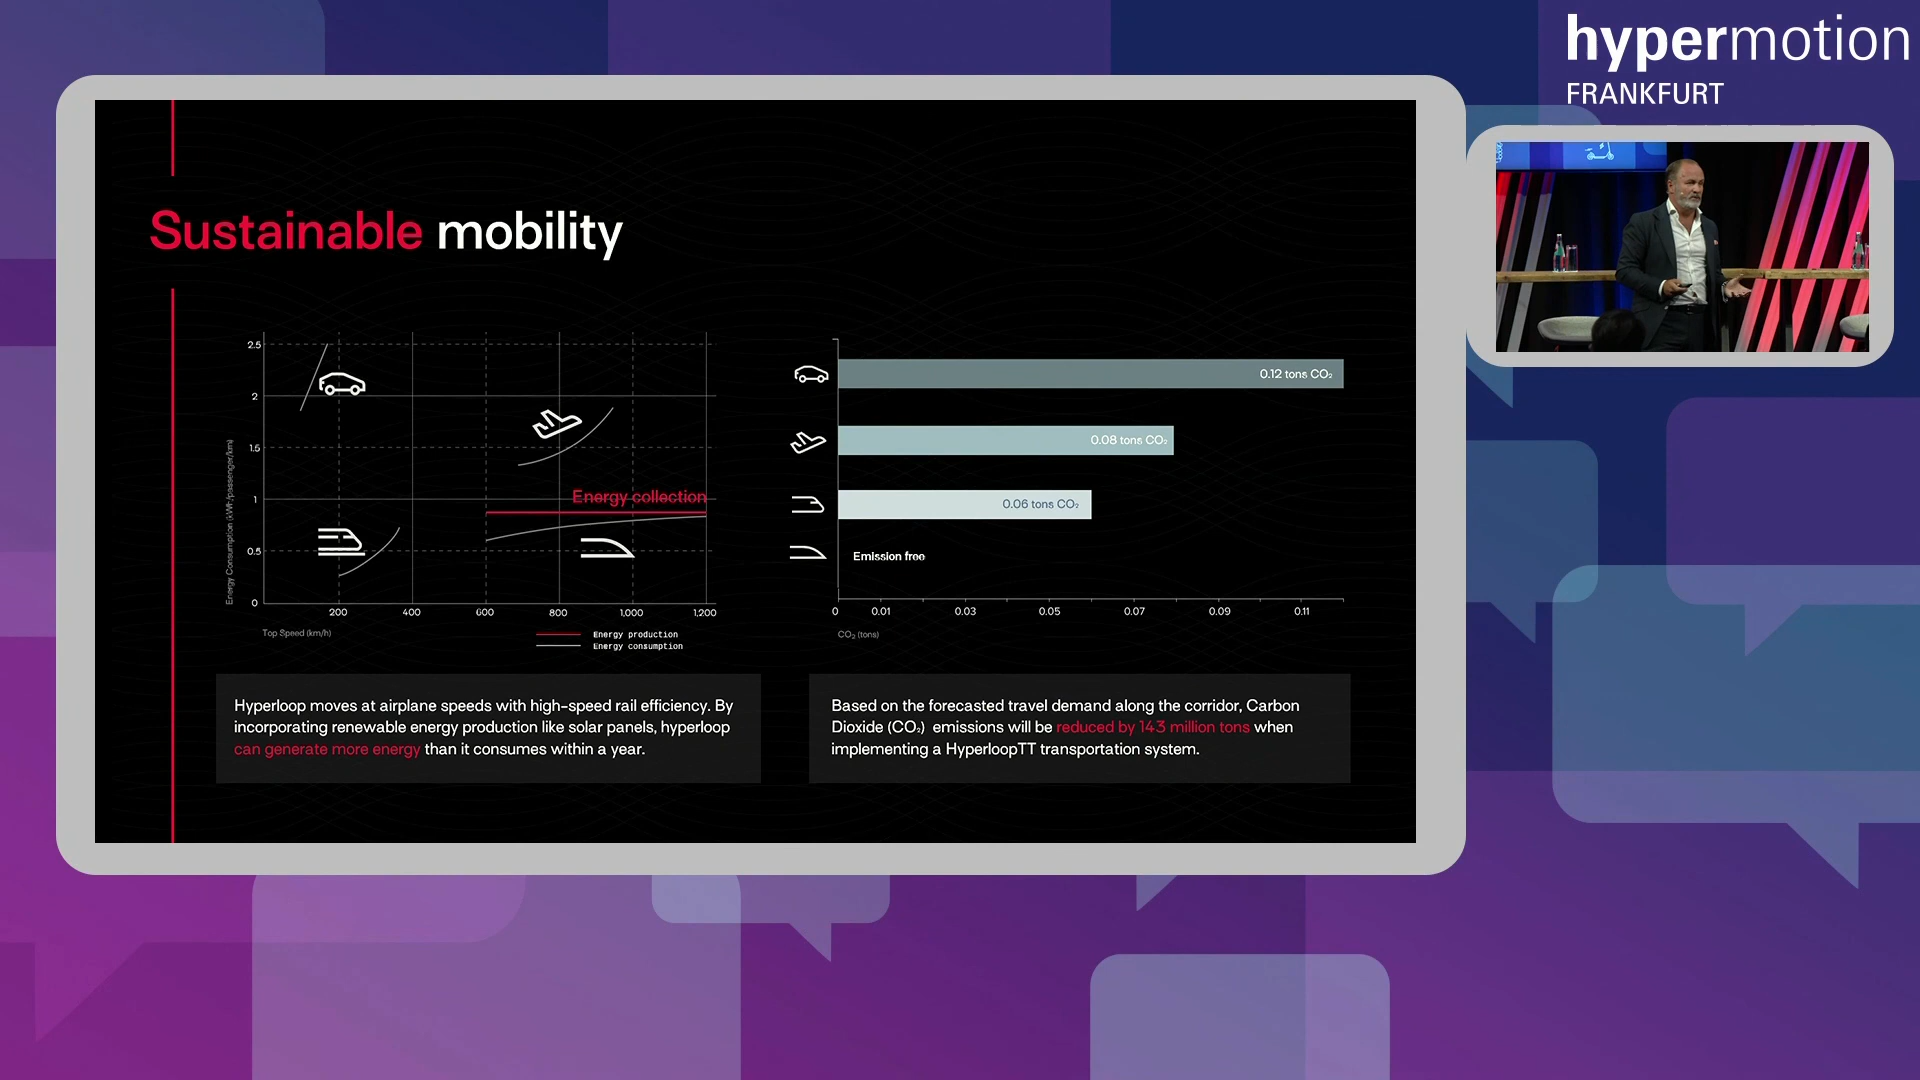 hypermotion
FRANKFURT
Sustainable mobility
2.5
2
1.5
1
0.5
0
Energy Consumption (kWh/passenger/km)
Energy collection
200
400
600
800
1,000
1,200
Top Speed (km/h)
Energy production
Energy consumption
0.12 tons CO₂
0.08 tons CO₂
0.06 tons CO₂
Emission free
0
0.01
0.03
0.05
0.07
0.09
0.11
CO₂ (tons)
Hyperloop moves at airplane speeds with high-speed rail efficiency. By
incorporating renewable energy production like solar panels, hyperloop
can generate more energy than it consumes within a year.
Based on the forecasted travel demand along the corridor, Carbon
Dioxide (CO₂) emissions will be reduced by 143 million tons when
implementing a HyperloopTT transportation system.